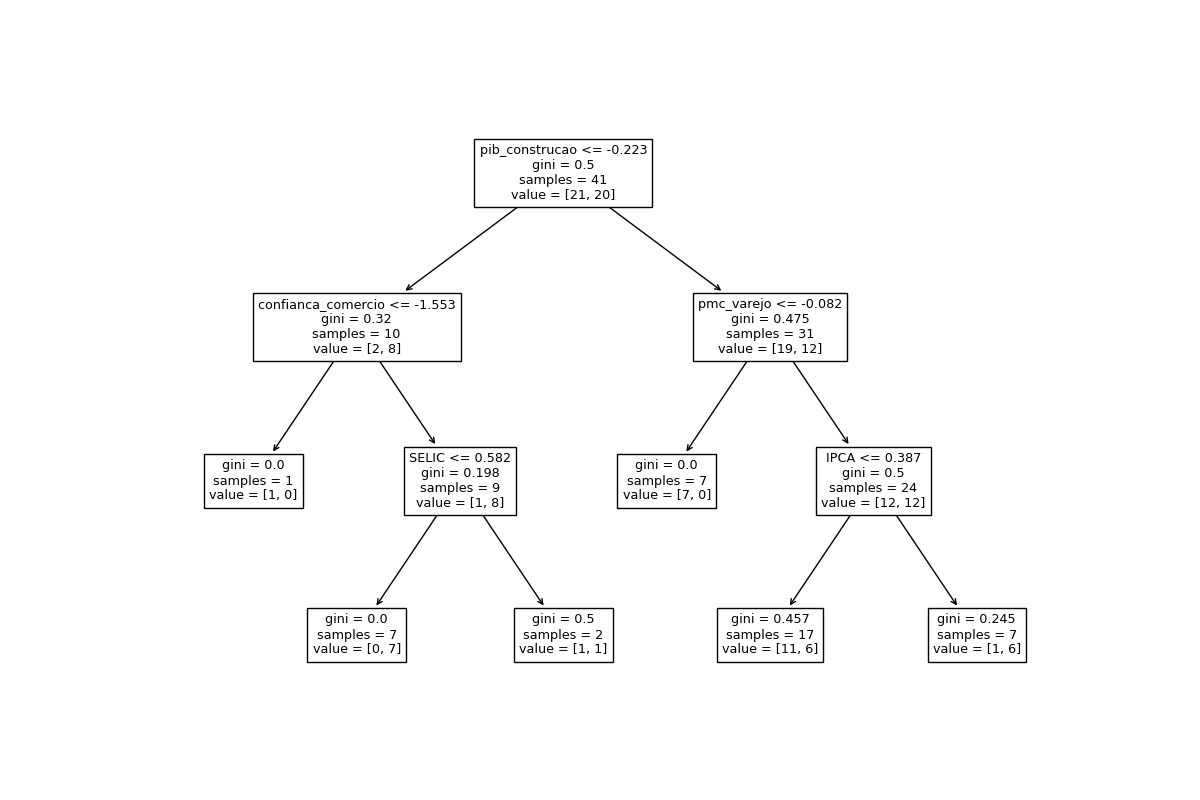 pib_construcao <= -0.223
gini = 0.5
samples = 41
value = [21, 20]
confianca_comercio <= -1.553
gini = 0.32
samples = 10
value = [2, 8]
pmc_varejo <= -0.082
gini = 0.475
samples = 31
value = [19, 12]
gini = 0.0
samples = 1
value = [1, 0]
SELIC <= 0.582
gini = 0.198
samples = 9
value = [1, 8]
gini = 0.0
samples = 7
value = [7, 0]
IPCA <= 0.387
gini = 0.5
samples = 24
value = [12, 12]
gini = 0.0
samples = 7
value = [0, 7]
gini = 0.5
samples = 2
value = [1, 1]
gini = 0.457
samples = 17
value = [11, 6]
gini = 0.245
samples = 7
value = [1, 6]